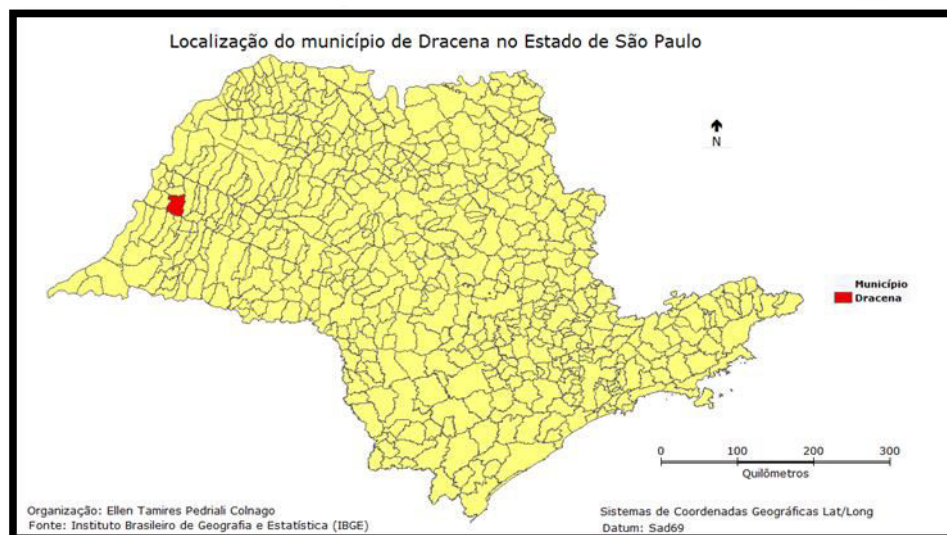 Localização do município de Dracena no Estado de São Paulo
N
Município
Dracena
0 100 200 300
Quilômetros
Organização: Ellen Tamires Pedriali Colnago
Fonte: Instituto Brasileiro de Geografia e Estatística (IBGE)
Sistemas de Coordenadas Geográficas Lat/Long
Datum: Sad69